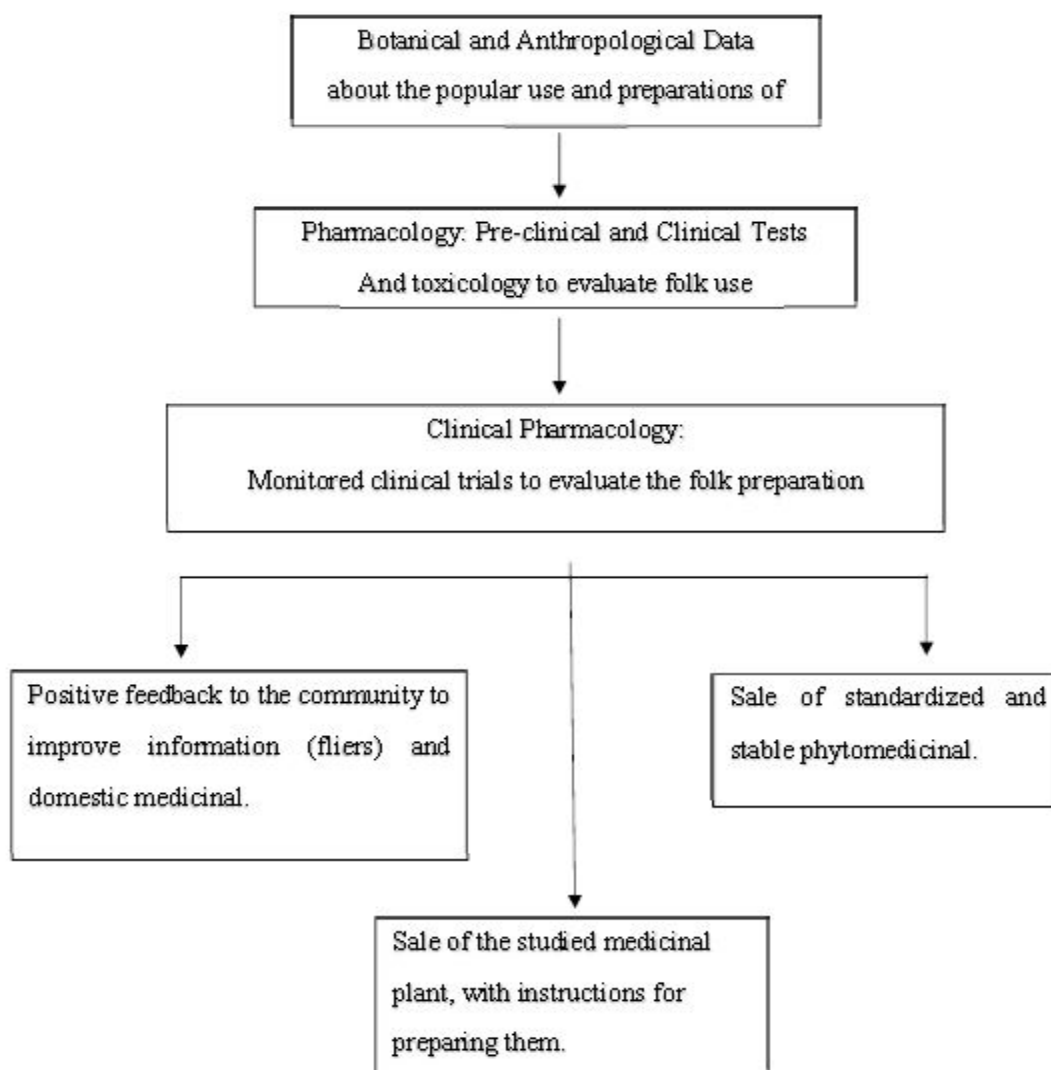 Botanical and Anthropological Data
about the popular use and preparations of
Pharmacology: Pre-clinical and Clinical Tests
And toxicology to evaluate folk use
Clinical Pharmacology:
Monitored clinical trials to evaluate the folk preparation
Positive feedback to the community to
improve information (fliers) and
domestic medicinal.
Sale of standardized and
stable phytomedicinal.
Sale of the studied medicinal
plant, with instructions for
preparing them.